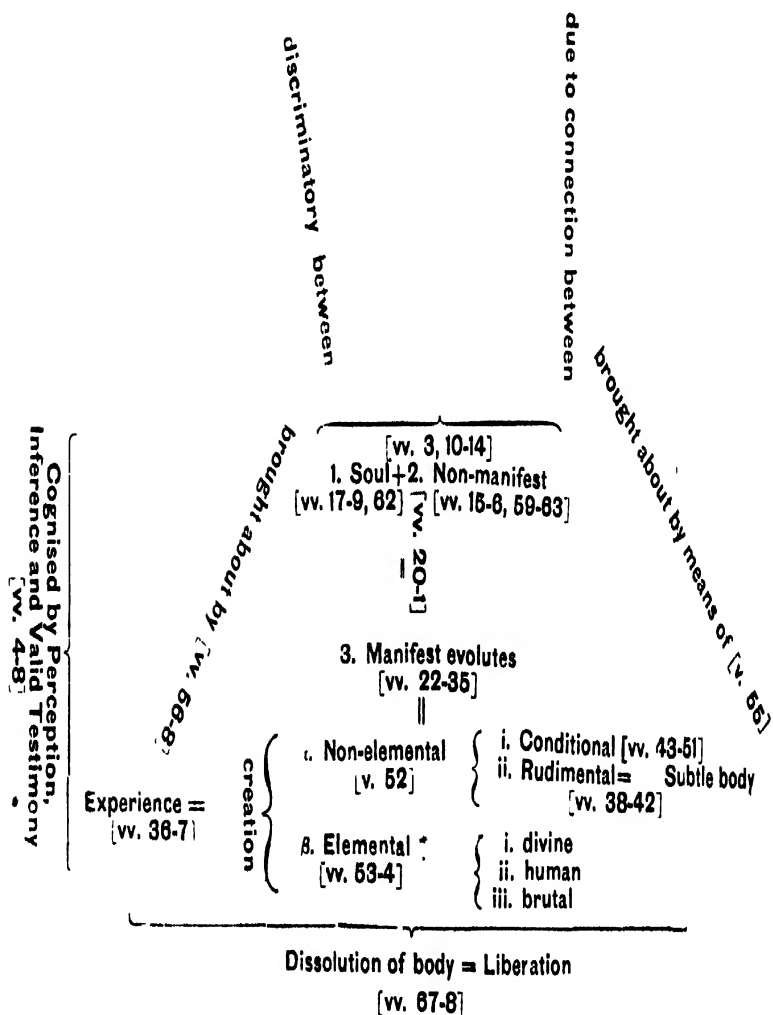 discriminatory between
due to connection between
brought about by means of [v. 55]
[vv. 3, 10-14]
1. Soul + 2. Non-manifest
[vv. 17-9, 62] [vv. 15-6, 59-63]
[vv. 20-1]
=
brought about by [vv. 56-8]
3. Manifest evolutes
[vv. 22-35]
=
Cognised by Perception,
Inference and Valid Testimony
[vv. 4-8]
Experience =
[vv. 36-7]
creation
Non-elemental
[v. 52]
i. Conditional [vv. 43-51]
ii. Rudimental = Subtle body
[vv. 38-42]
β. Elemental
[vv. 53-4]
i. divine
ii. human
iii. brutal
Dissolution of body = Liberation
[vv. 67-8]